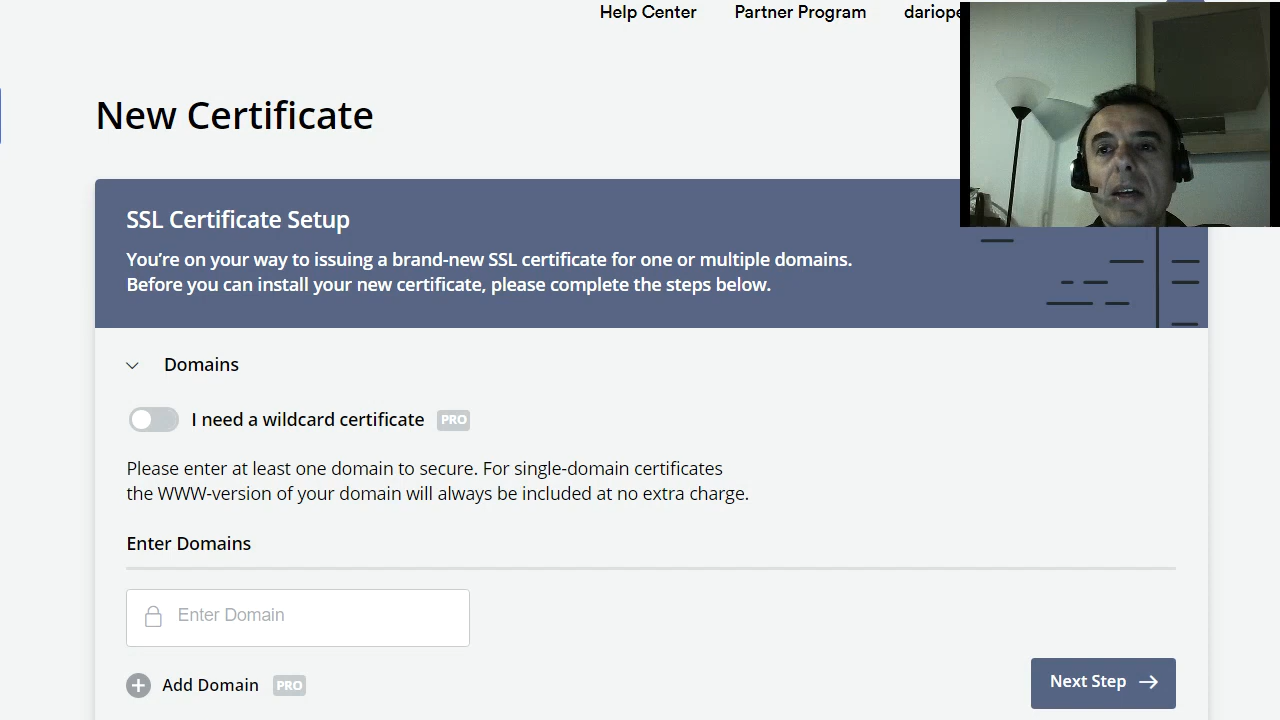 Help Center Partner Program dariope
New Certificate
SSL Certificate Setup
You’re on your way to issuing a brand-new SSL certificate for one or multiple domains.
Before you can install your new certificate, please complete the steps below.
Domains
I need a wildcard certificate PRO
Please enter at least one domain to secure. For single-domain certificates
the WWW-version of your domain will always be included at no extra charge.
Enter Domains
Enter Domain
Add Domain PRO
Next Step